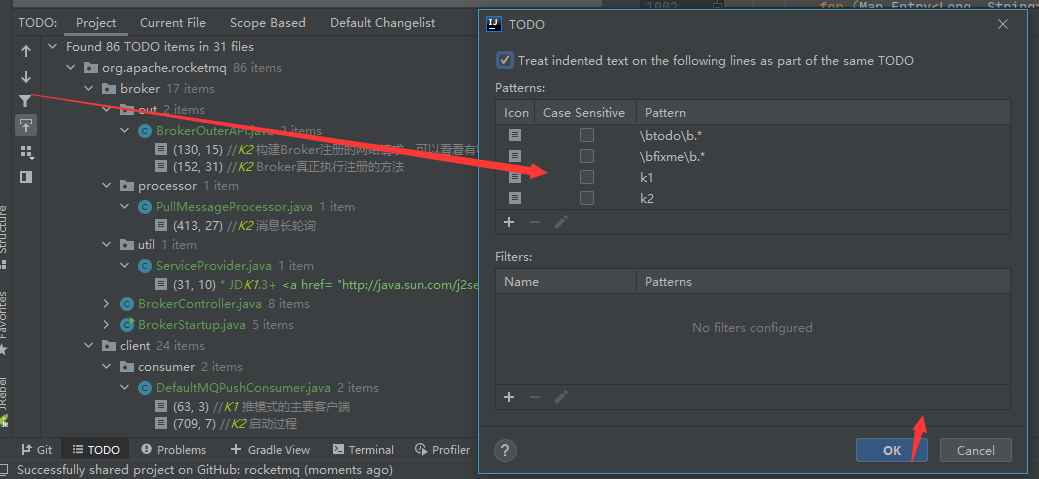 TODO: Project Current File Scope Based Default Changelist
Found 86 TODO items in 31 files
org.apache.rocketmq 86 items
broker 17 items
out 2 items
BrokerOuterAPI.java 2 items
(130, 15) //K2 构建Broker注册的网络请求，可以看看有
(152, 31) //K2 Broker真正执行注册的方法
processor 1 item
PullMessageProcessor.java 1 item
(413, 27) //K2 消息长轮询
util 1 item
ServiceProvider.java 1 item
(31, 10) * JDK1.3+ <a href= "http://java.sun.com/j2se
BrokerController.java 8 items
BrokerStartup.java 5 items
client 24 items
consumer 2 items
DefaultMQPushConsumer.java 2 items
(63, 3) //K1 推模式的主要客户端
(709, 7) //K2 启动过程
Structure
Favorites
JRebel
Git TODO Problems Gradle View Terminal Profiler
Successfully shared project on GitHub: rocketmq (moments ago)
1002 for (Map.Entry<Long, String>
IJ TODO
Treat indented text on the following lines as part of the same TODO
Patterns:
Icon Case Sensitive Pattern
\btodo\b.*
\bfixme\b.*
k1
k2
Filters:
Name Patterns
No filters configured
? OK Cancel